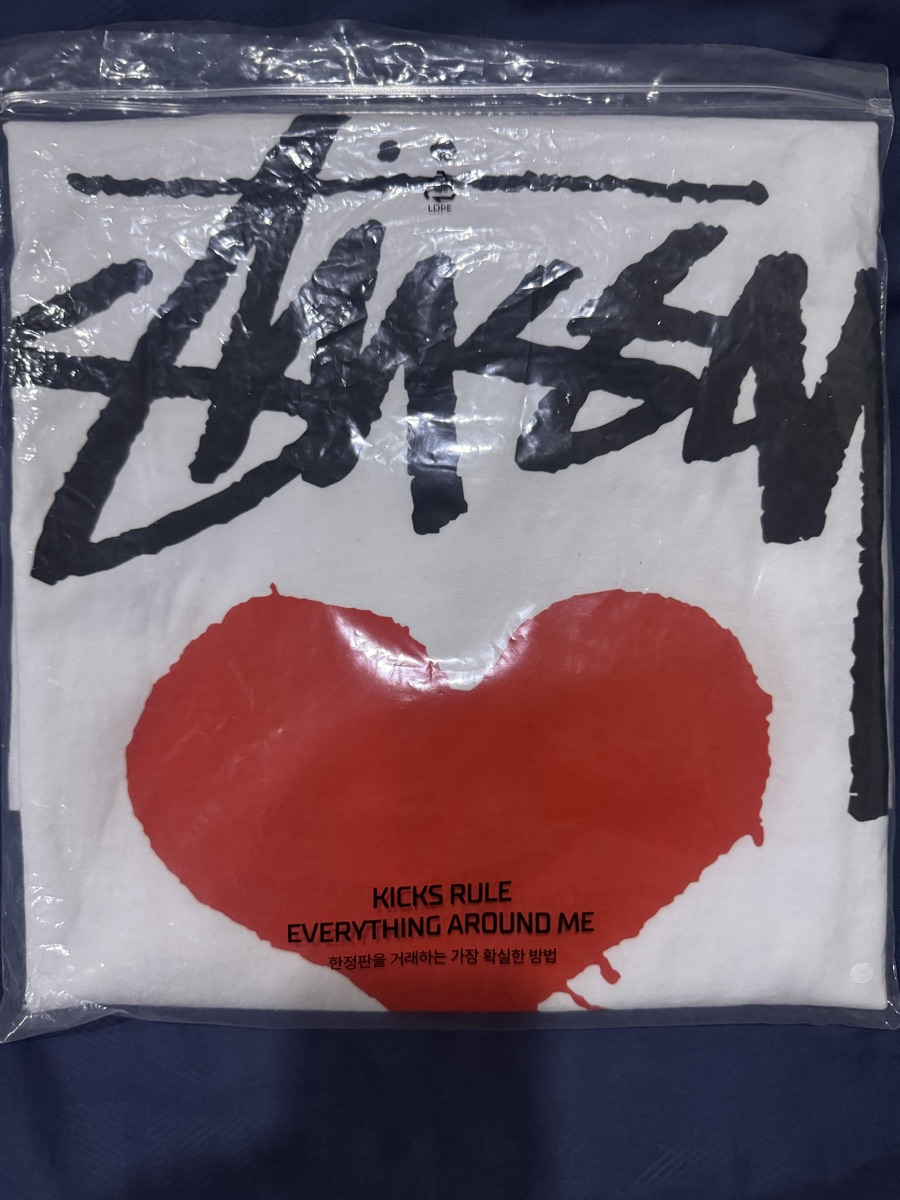 LDPE
STÜSSY
KICKS RULE
EVERYTHING AROUND ME
한정판을 거래하는 가장 확실한 방법